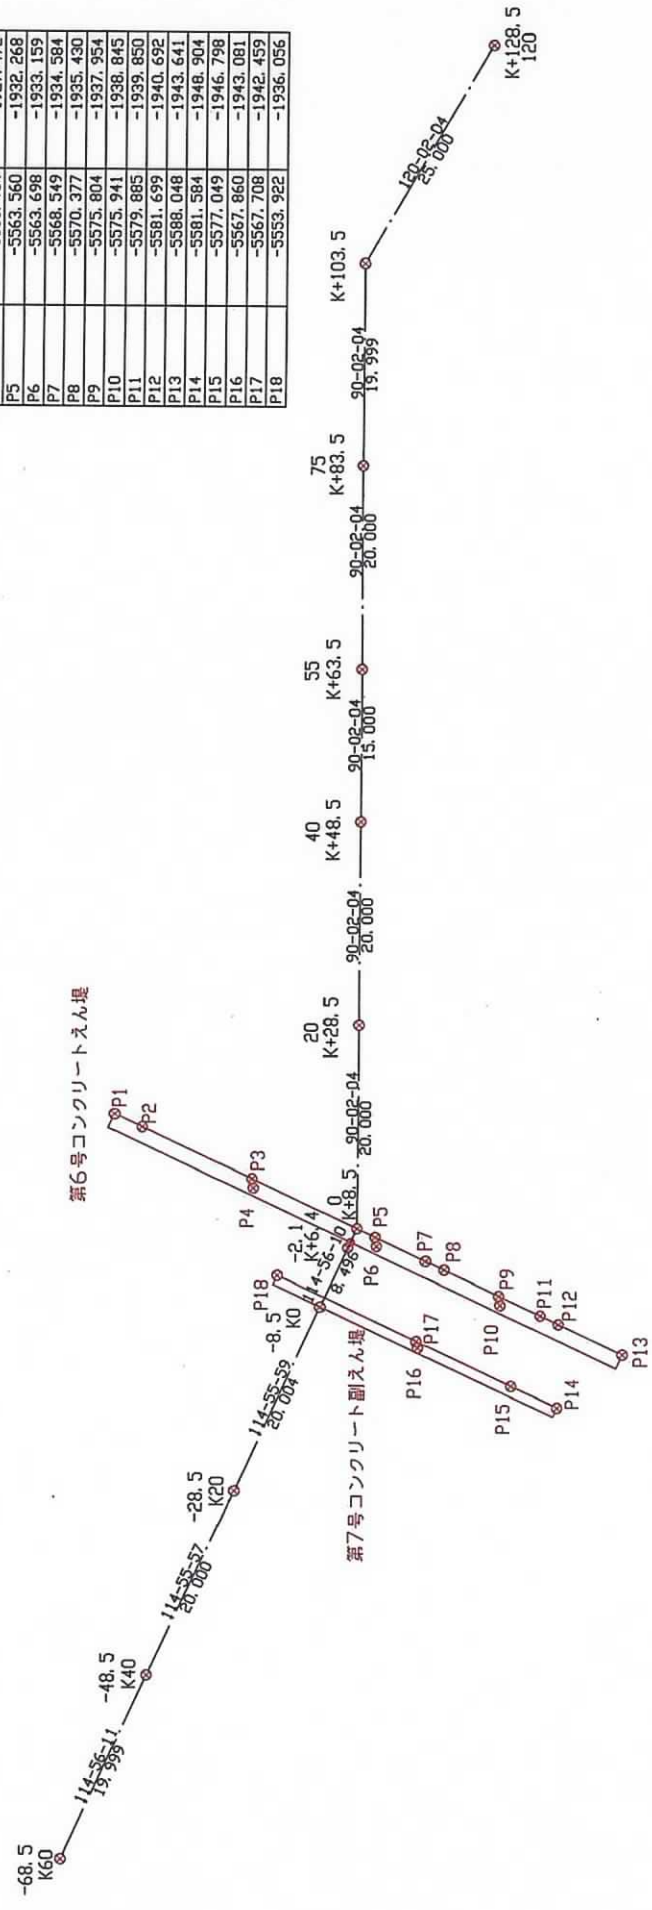 P5 -5563.560 -1932.268
P6 -5563.698 -1933.159
P7 -5568.549 -1934.584
P8 -5570.377 -1935.430
P9 -5575.804 -1937.954
P10 -5575.941 -1938.845
P11 -5579.885 -1939.850
P12 -5581.699 -1940.692
P13 -5588.048 -1943.641
P14 -5581.584 -1948.904
P15 -5577.049 -1946.798
P16 -5567.860 -1943.081
P17 -5567.708 -1942.459
P18 -5553.922 -1936.056
-68.5
K60
114-56-11
19.999
-48.5
K40
114-55-57
20.000
-28.5
K20
114-55-59
20.004
-8.5
K0
114-56-10
8.496
-2.1
K+6.4
0
K+8.5
90-02-04
20.000
20
K+28.5
90-02-04
20.000
40
K+48.5
90-02-04
15.000
55
K+63.5
90-02-04
20.000
75
K+83.5
90-02-04
19.999
K+103.5
120-02-04
25.000
K+128.5
120
第6号コンクリートえん堤
P1
P2
P3
P4
P5
P6
P7
P8
P9
P10
P11
P12
P13
第7号コンクリート副えん堤
P18
P17
P16
P15
P14